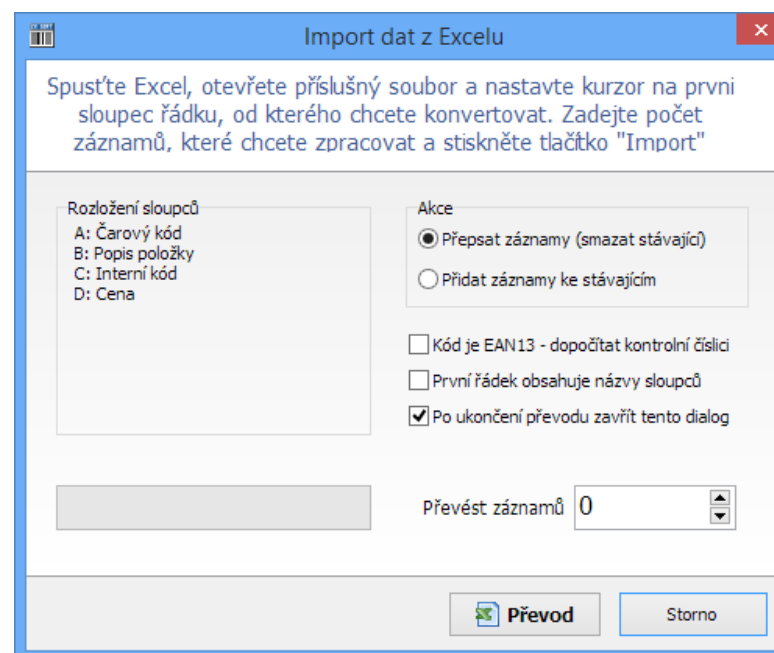 Import dat z Excelu
Spusťte Excel, otevřete příslušný soubor a nastavte kurzor na prvni
sloupec řádku, od kterého chcete konvertovat. Zadejte počet
záznamů, které chcete zpracovat a stiskněte tlačítko "Import"
Rozložení sloupců
A: Čarový kód
B: Popis položky
C: Interní kód
D: Cena
Akce
Přepsat záznamy (smazat stávající)
Přidat záznamy ke stávajícím
Kód je EAN13 - dopočítat kontrolní číslici
První řádek obsahuje názvy sloupců
Po ukončení převodu zavřít tento dialog
Převést záznamů 0
Převod
Storno